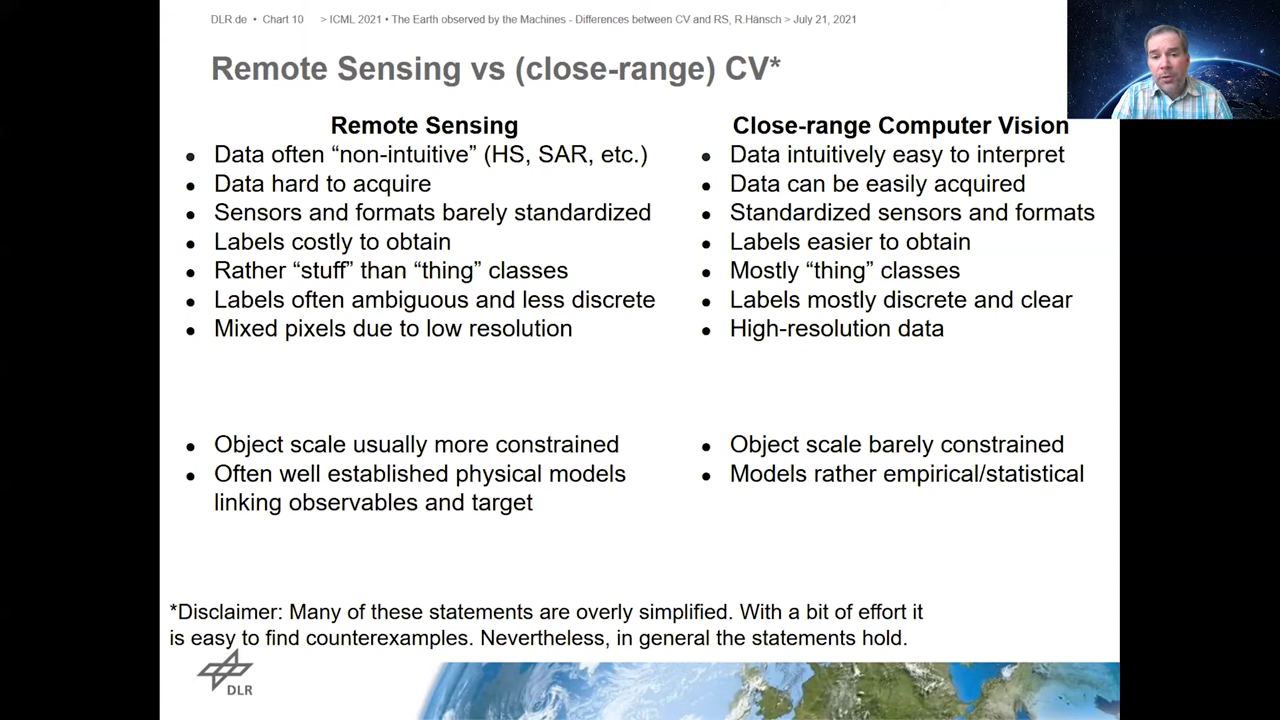 DLR.de • Chart 10 > ICML 2021 • The Earth observed by the Machines - Differences between CV and RS, R.Hänsch > July 21, 2021
Remote Sensing vs (close-range) CV*
Remote Sensing
• Data often “non-intuitive” (HS, SAR, etc.)
• Data hard to acquire
• Sensors and formats barely standardized
• Labels costly to obtain
• Rather “stuff” than “thing” classes
• Labels often ambiguous and less discrete
• Mixed pixels due to low resolution
• Object scale usually more constrained
• Often well established physical models
linking observables and target
Close-range Computer Vision
• Data intuitively easy to interpret
• Data can be easily acquired
• Standardized sensors and formats
• Labels easier to obtain
• Mostly “thing” classes
• Labels mostly discrete and clear
• High-resolution data
• Object scale barely constrained
• Models rather empirical/statistical
*Disclaimer: Many of these statements are overly simplified. With a bit of effort it
is easy to find counterexamples. Nevertheless, in general the statements hold.
DLR